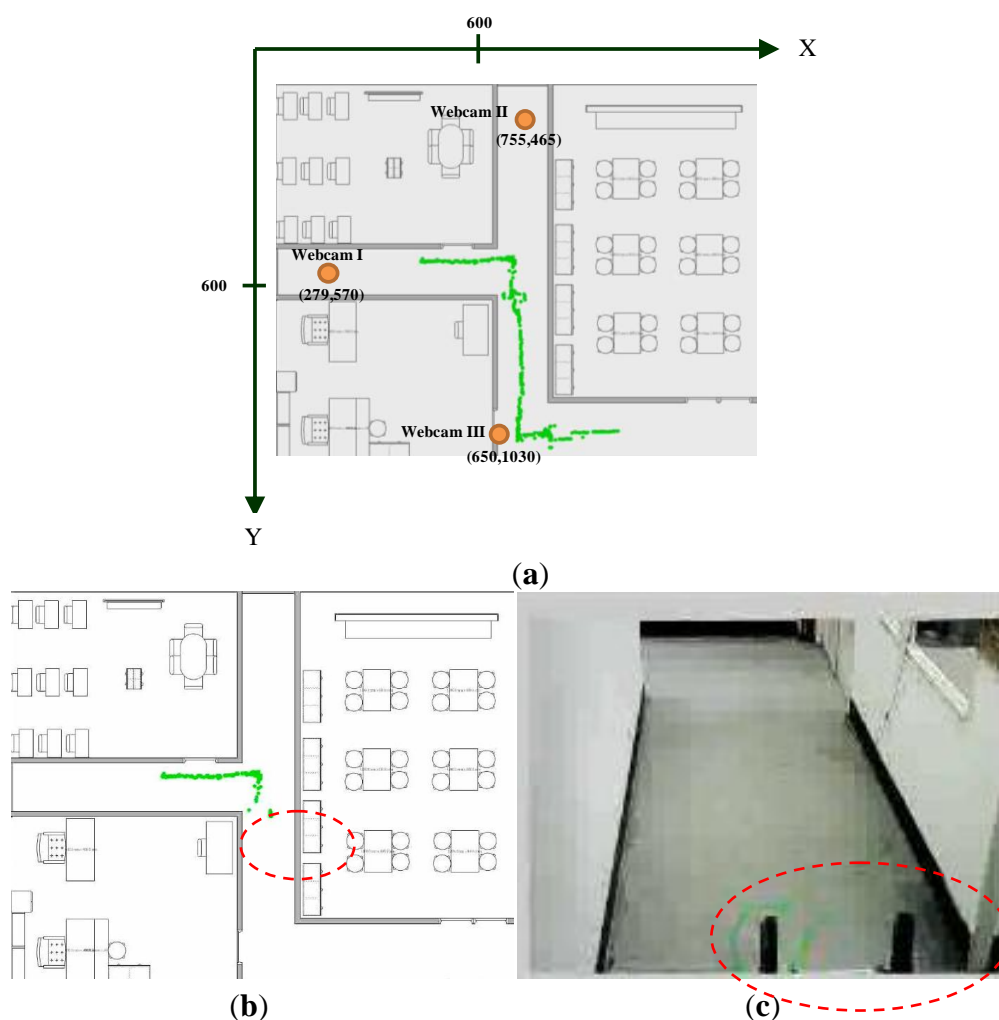 600
X
Webcam II
(755,465)
Webcam I
600
(279,570)
Webcam III
(650,1030)
Y
(a)
(b)
(c)